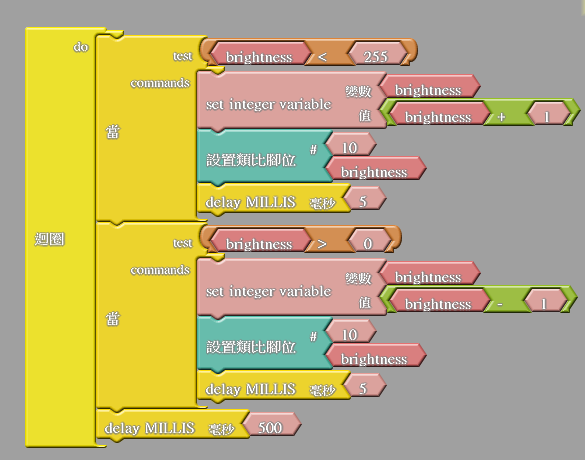 do
當
test brightness < 255
commands
set integer variable 變數 brightness
值 brightness + 1
設置類比腳位 # 10
brightness
delay MILLIS 毫秒 5
迴圈
當
test brightness > 0
commands
set integer variable 變數 brightness
值 brightness - 1
設置類比腳位 # 10
brightness
delay MILLIS 毫秒 5
delay MILLIS 毫秒 500